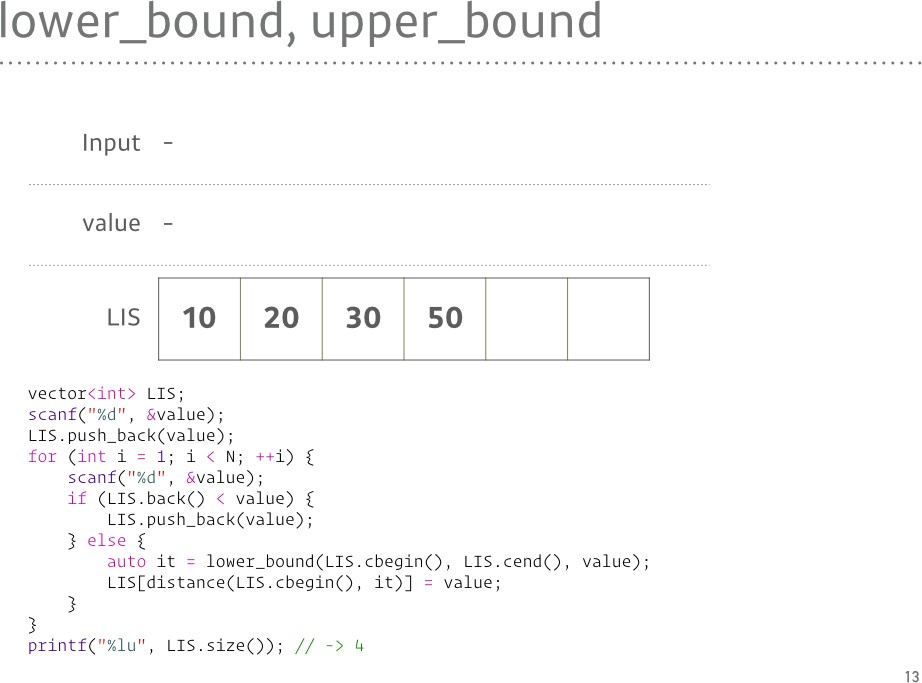 lower_bound, upper_bound
Input -
value -
LIS 10 20 30 50
vector<int> LIS;
scanf("%d", &value);
LIS.push_back(value);
for (int i = 1; i < N; ++i) {
    scanf("%d", &value);
    if (LIS.back() < value) {
        LIS.push_back(value);
    } else {
        auto it = lower_bound(LIS.cbegin(), LIS.cend(), value);
        LIS[distance(LIS.cbegin(), it)] = value;
    }
}
printf("%lu", LIS.size()); // -> 4
13